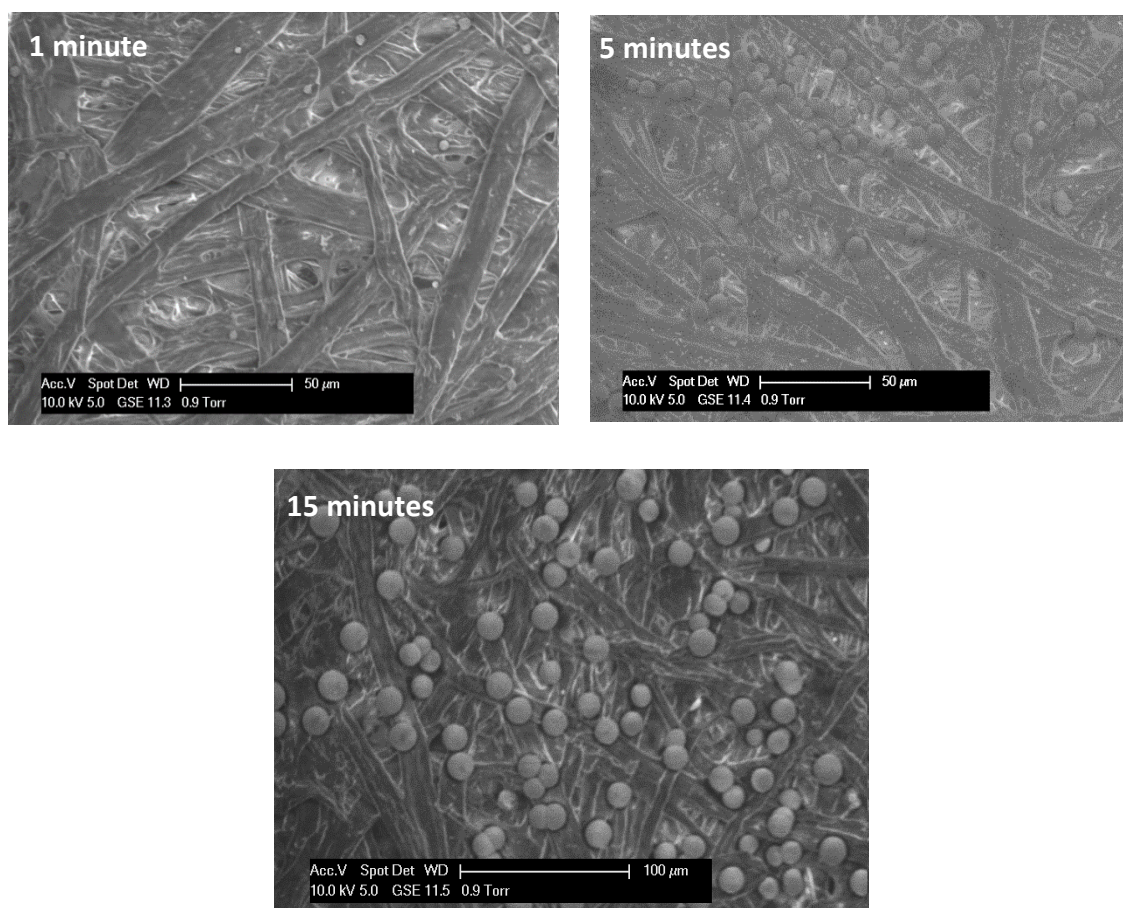 1 minute
Acc.V Spot Det WD 50 μm
10.0 kV 5.0 GSE 11.3 0.9 Torr
5 minutes
Acc.V Spot Det WD 50 μm
10.0 kV 5.0 GSE 11.4 0.9 Torr
15 minutes
Acc.V Spot Det WD 100 μm
10.0 kV 5.0 GSE 11.5 0.9 Torr